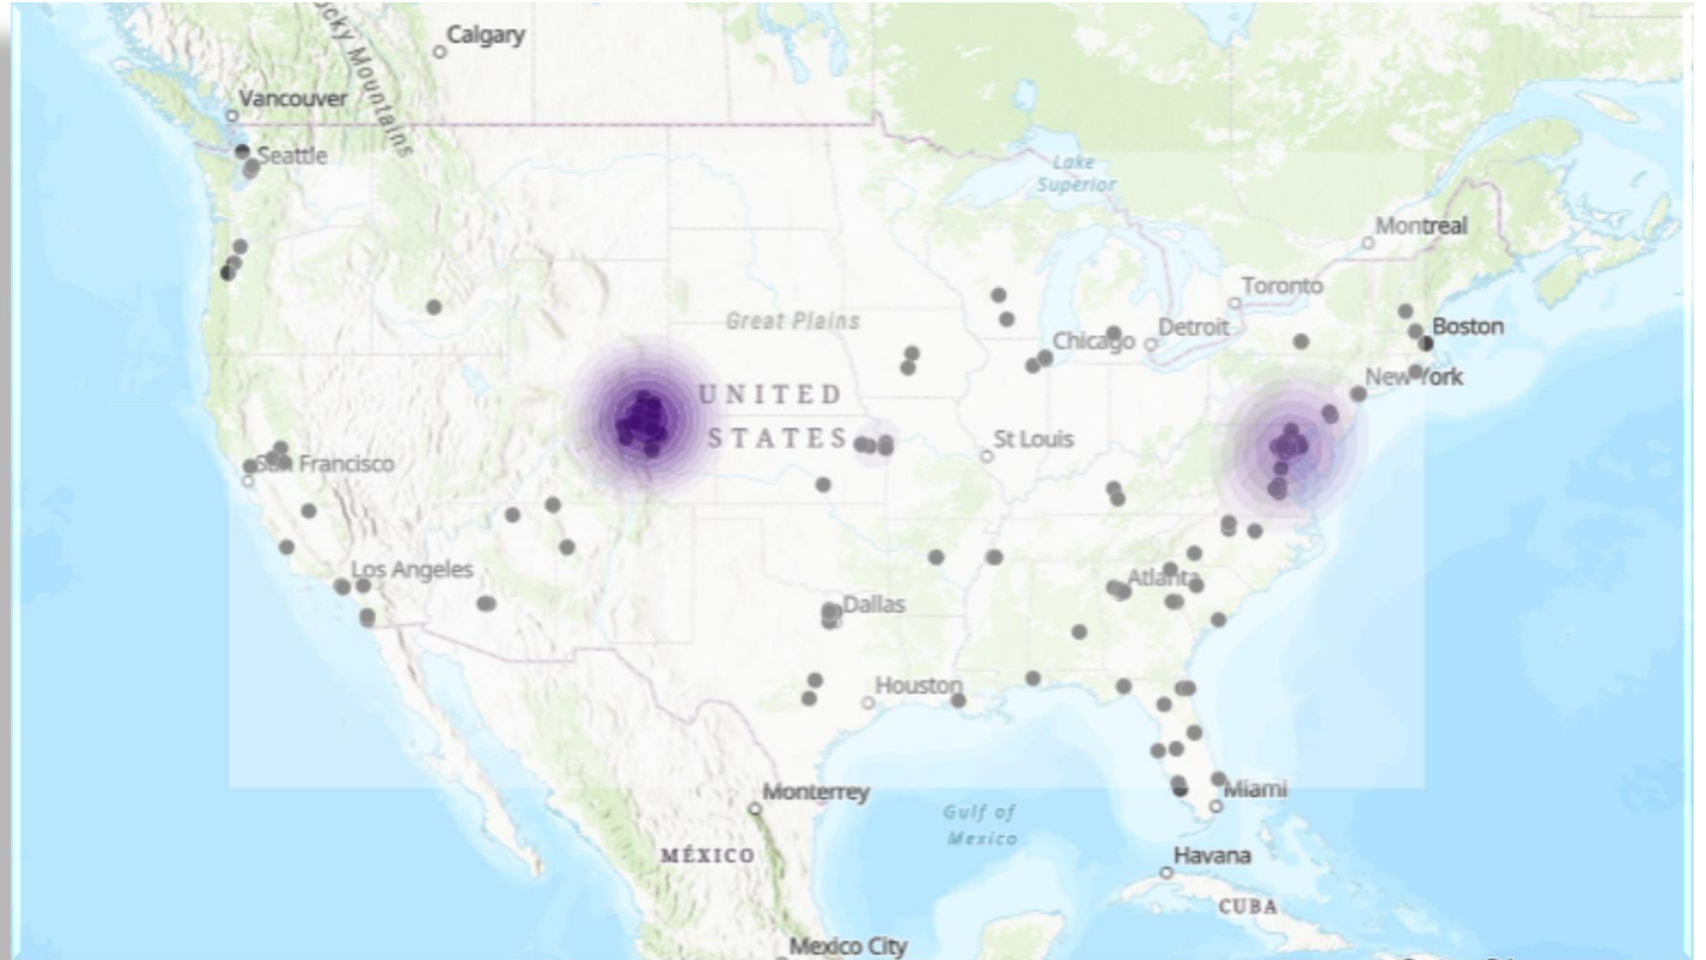 Calgary
Rocky Mountains
Vancouver
Seattle
Lake
Superior
Montreal
Toronto
Great Plains
Chicago
Detroit
Boston
New York
UNITED
STATES
St Louis
San Francisco
Los Angeles
Atlanta
Dallas
Houston
Monterrey
Miami
Gulf of
Mexico
MÉXICO
Havana
CUBA
Mexico City